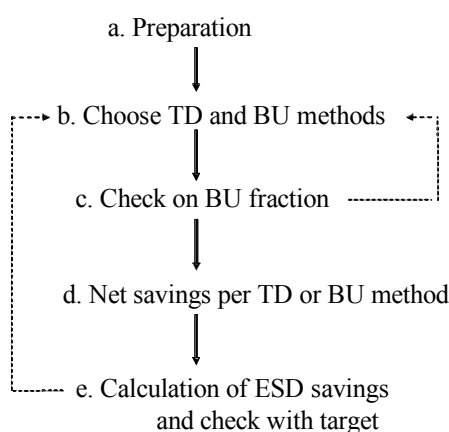 a. Preparation
b. Choose TD and BU methods
c. Check on BU fraction
d. Net savings per TD or BU method
e. Calculation of ESD savings
and check with target